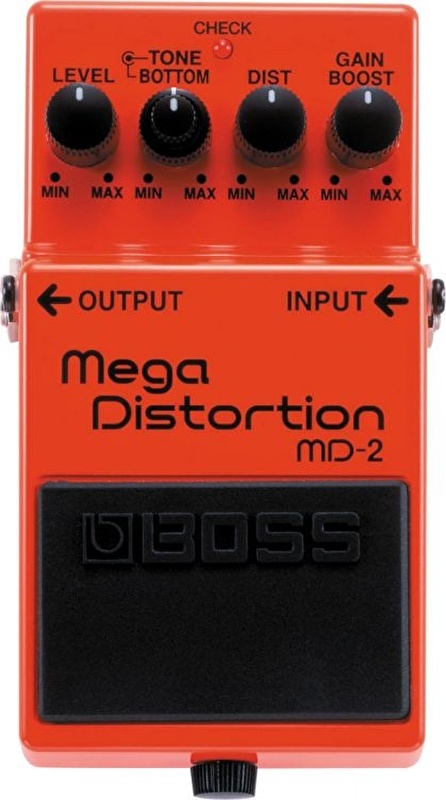 CHECK
LEVEL TONE BOTTOM DIST GAIN BOOST
MIN MAX MIN MAX MIN MAX MIN MAX
OUTPUT INPUT
Mega
Distortion
MD-2
BOSS